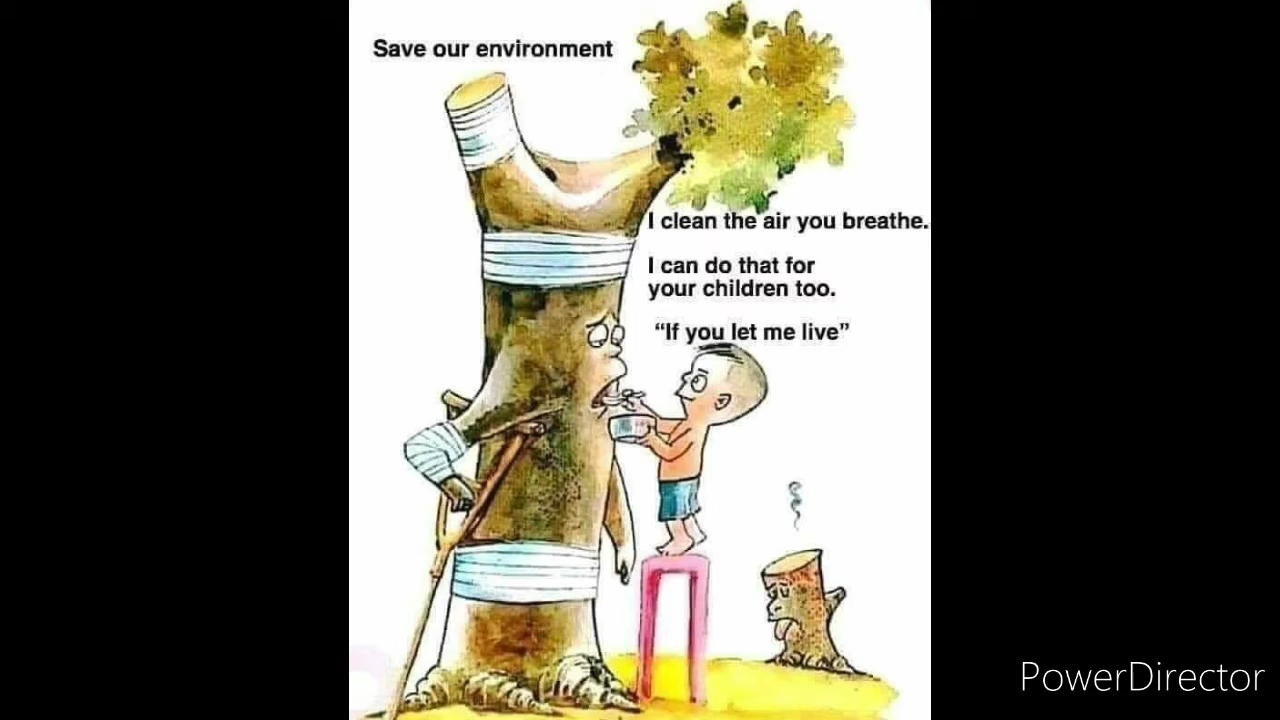 Save our environment
I clean the air you breathe.
I can do that for
your children too.
“If you let me live”
PowerDirector